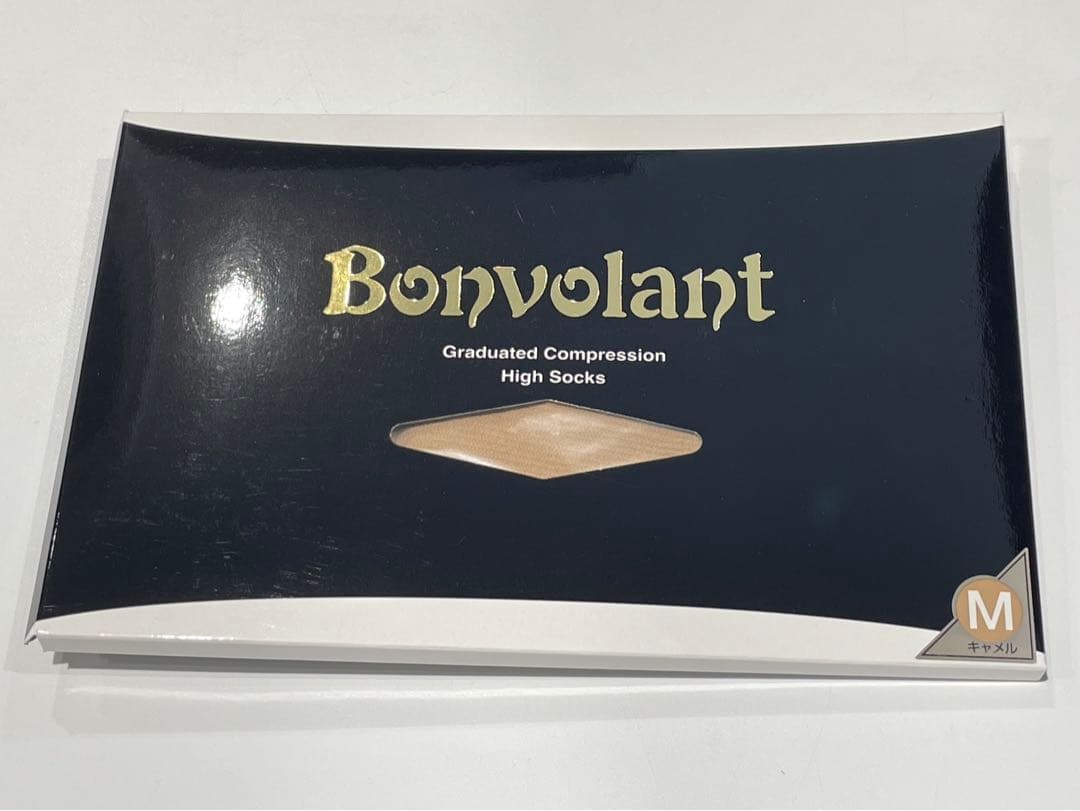 Bonvolant
Graduated Compression
High Socks
M
キャメル